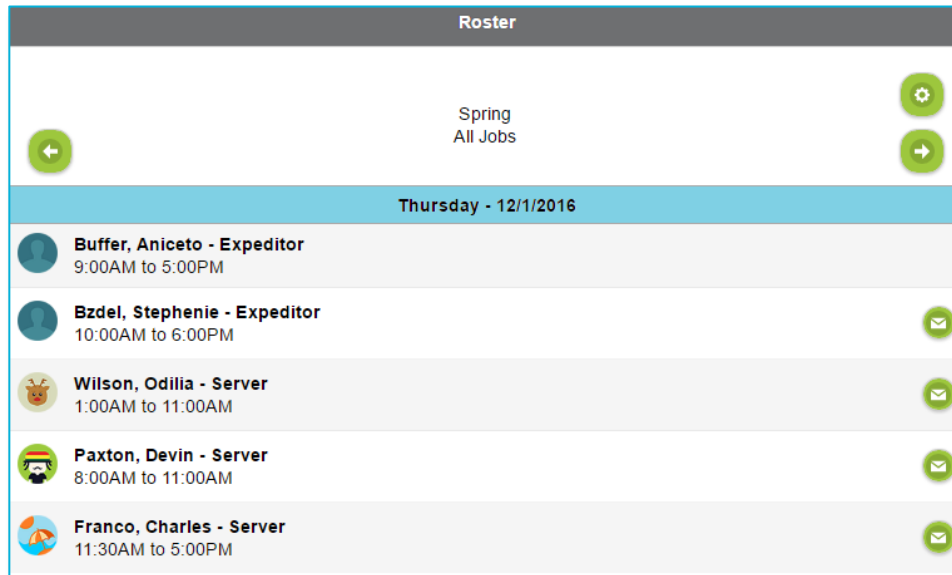 Roster
Spring
All Jobs
Thursday - 12/1/2016
Buffer, Aniceto - Expeditor
9:00AM to 5:00PM
Bzdel, Stephenie - Expeditor
10:00AM to 6:00PM
Wilson, Odilia - Server
1:00AM to 11:00AM
Paxton, Devin - Server
8:00AM to 11:00AM
Franco, Charles - Server
11:30AM to 5:00PM